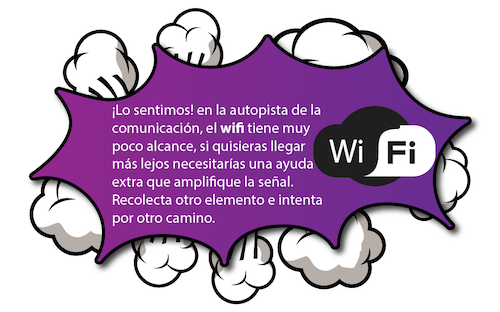 ¡Lo sentimos! en la autopista de la
comunicación, el wifi tiene muy
poco alcance, si quisieras llegar
más lejos necesitarías una ayuda
extra que amplifique la señal.
Recolecta otro elemento e intenta
por otro camino.
Wi Fi